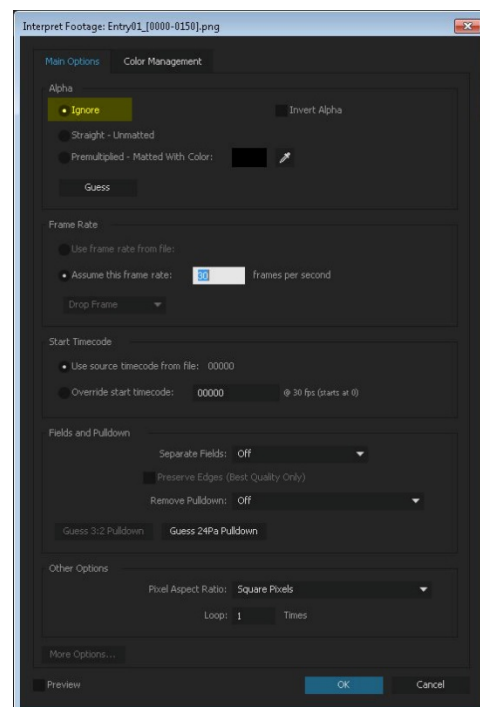 Interpret Footage: Entry01_[0000-0150].png
Main Options Color Management
Alpha
Ignore Invert Alpha
Straight - Unmatted
Premultiplied - Matted With Color:
Guess
Frame Rate
Use frame rate from file:
Assume this frame rate: 30 frames per second
Drop Frame
Start Timecode
Use source timecode from file: 00000
Override start timecode: 00000 @ 30 fps (starts at 0)
Fields and Pulldown
Separate Fields: Off
Preserve Edges (Best Quality Only)
Remove Pulldown: Off
Guess 3:2 Pulldown Guess 24Pa Pulldown
Other Options
Pixel Aspect Ratio: Square Pixels
Loop: 1 Times
More Options...
Preview OK Cancel